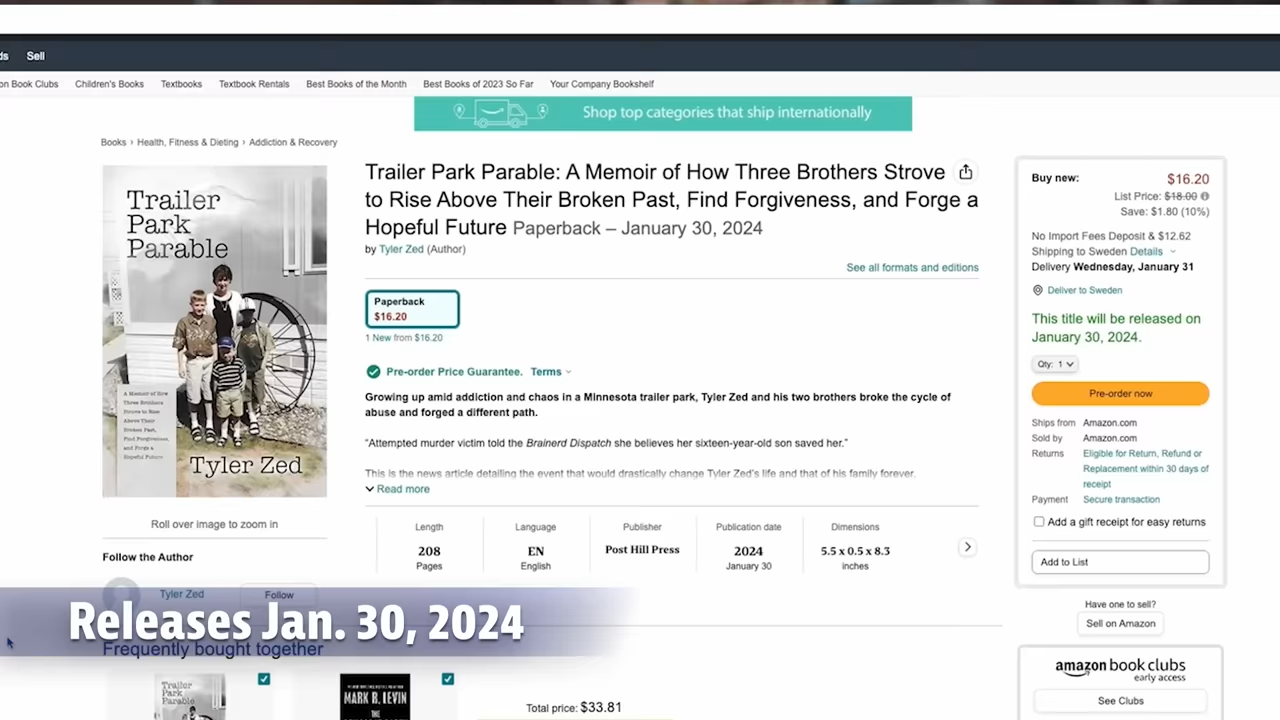 ds Sell
on Book Clubs Children's Books Textbooks Textbook Rentals Best Books of the Month Best Books of 2023 So Far Your Company Bookshelf
Shop top categories that ship internationally
Books › Health, Fitness & Dieting › Addiction & Recovery
Trailer
Park
Parable
A Memoir of How
Three Brothers
Strove to Rise
Above Their
Broken Past,
Find Forgiveness,
and Forge a
Hopeful Future
Tyler Zed
Roll over image to zoom in
Follow the Author
Tyler Zed Follow
Trailer Park Parable: A Memoir of How Three Brothers Strove
to Rise Above Their Broken Past, Find Forgiveness, and Forge a
Hopeful Future Paperback – January 30, 2024
by Tyler Zed (Author)
See all formats and editions
Paperback
$16.20
1 New from $16.20
Pre-order Price Guarantee. Terms
Growing up amid addiction and chaos in a Minnesota trailer park, Tyler Zed and his two brothers broke the cycle of
abuse and forged a different path.
"Attempted murder victim told the Brainerd Dispatch she believes her sixteen-year-old son saved her."
This is the news article detailing the event that would drastically change Tyler Zed's life and that of his family forever.
Read more
Length Language Publisher Publication date Dimensions
208 EN Post Hill Press 2024 5.5 x 0.5 x 8.3
Pages English January 30 inches
Buy new: $16.20
List Price: $18.00
Save: $1.80 (10%)
No Import Fees Deposit & $12.62
Shipping to Sweden Details
Delivery Wednesday, January 31
Deliver to Sweden
This title will be released on
January 30, 2024.
Qty: 1
Pre-order now
Ships from Amazon.com
Sold by Amazon.com
Returns Eligible for Return, Refund or
Replacement within 30 days of
receipt
Payment Secure transaction
Add a gift receipt for easy returns
Add to List
Have one to sell?
Sell on Amazon
amazon book clubs
early access
See Clubs
Releases Jan. 30, 2024
Frequently bought together
Trailer
Park
Parable
MARK R. LEVIN
THE
Total price: $33.81